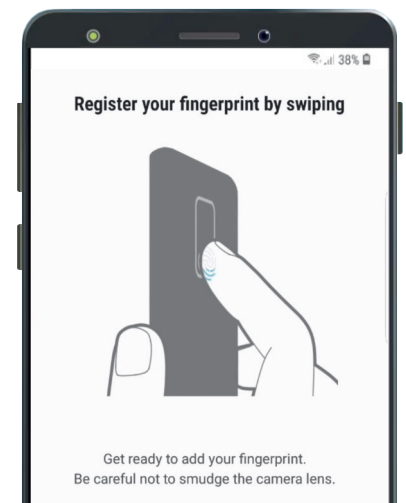 38%
Register your fingerprint by swiping
Get ready to add your fingerprint.
Be careful not to smudge the camera lens.